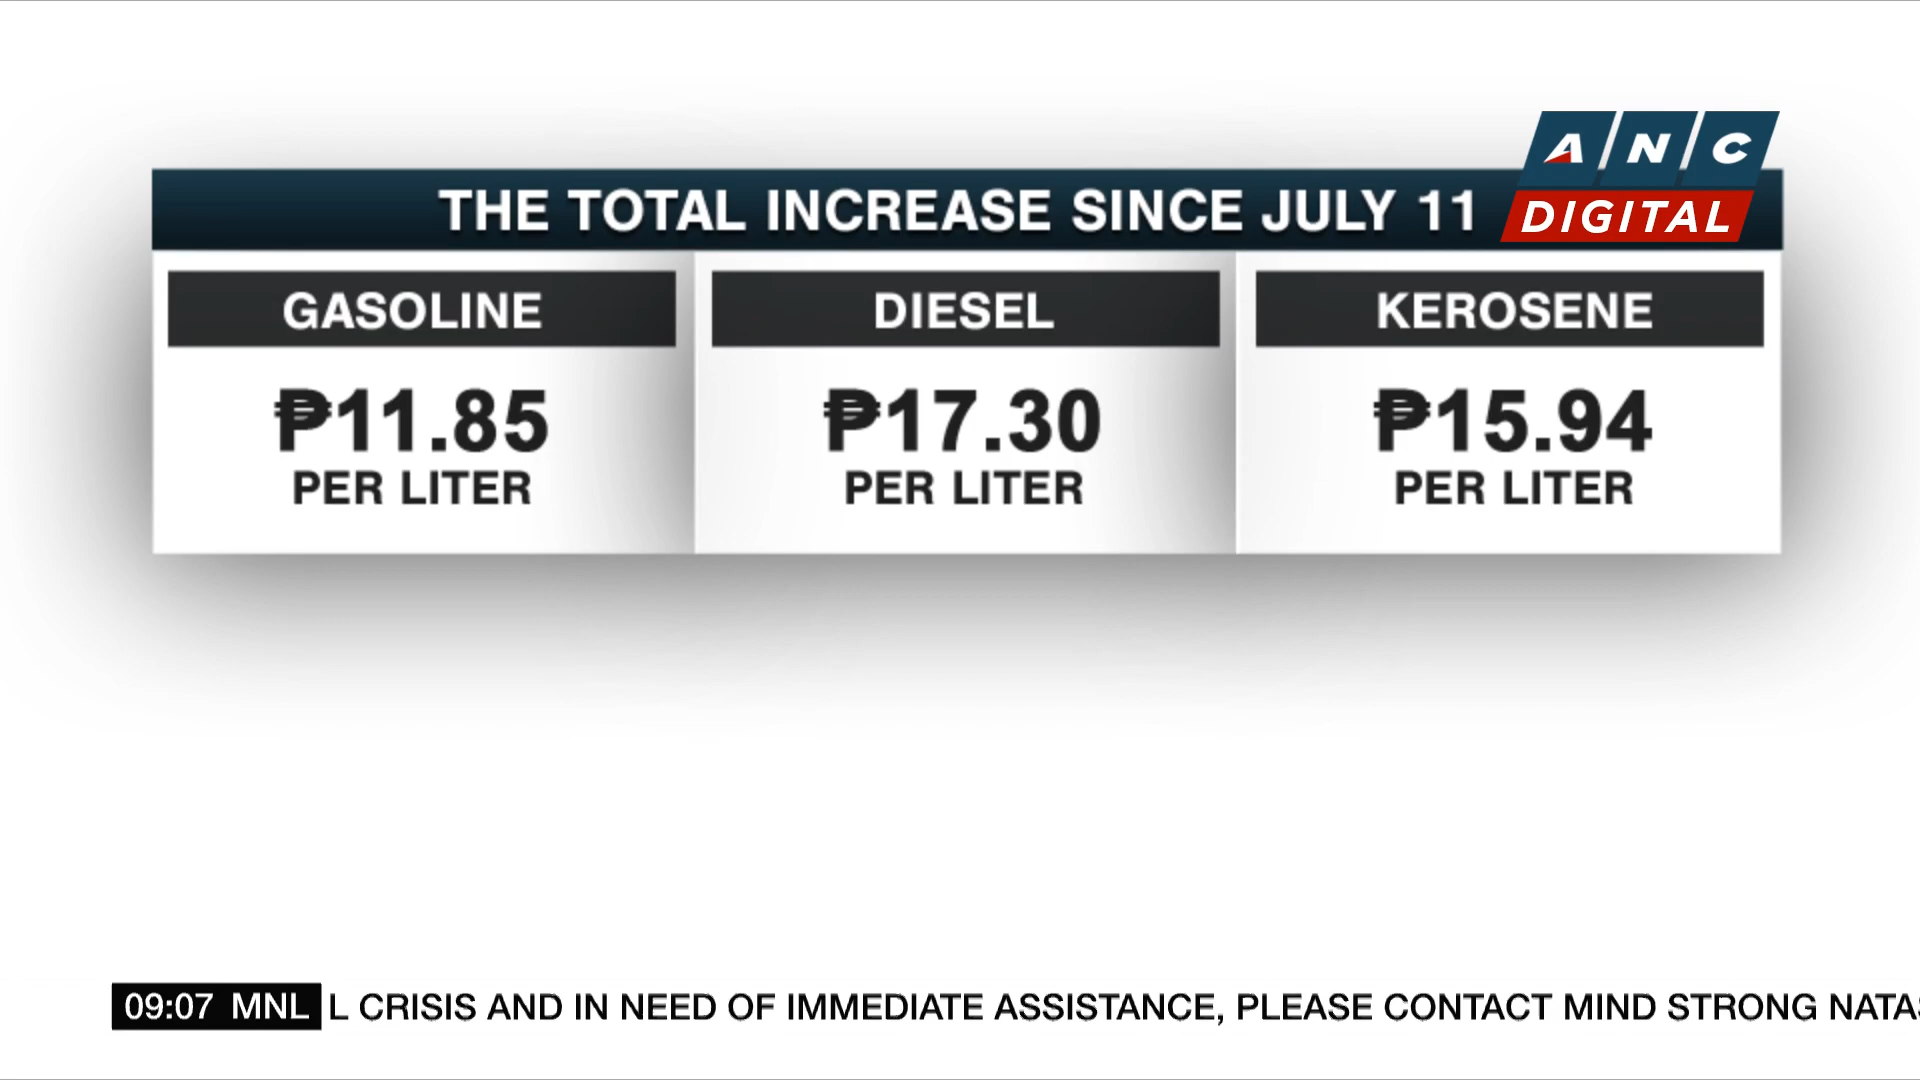 ANC
DIGITAL
THE TOTAL INCREASE SINCE JULY 11
GASOLINE
₱11.85
PER LITER
DIESEL
₱17.30
PER LITER
KEROSENE
₱15.94
PER LITER
09:07 MNL L CRISIS AND IN NEED OF IMMEDIATE ASSISTANCE, PLEASE CONTACT MIND STRONG